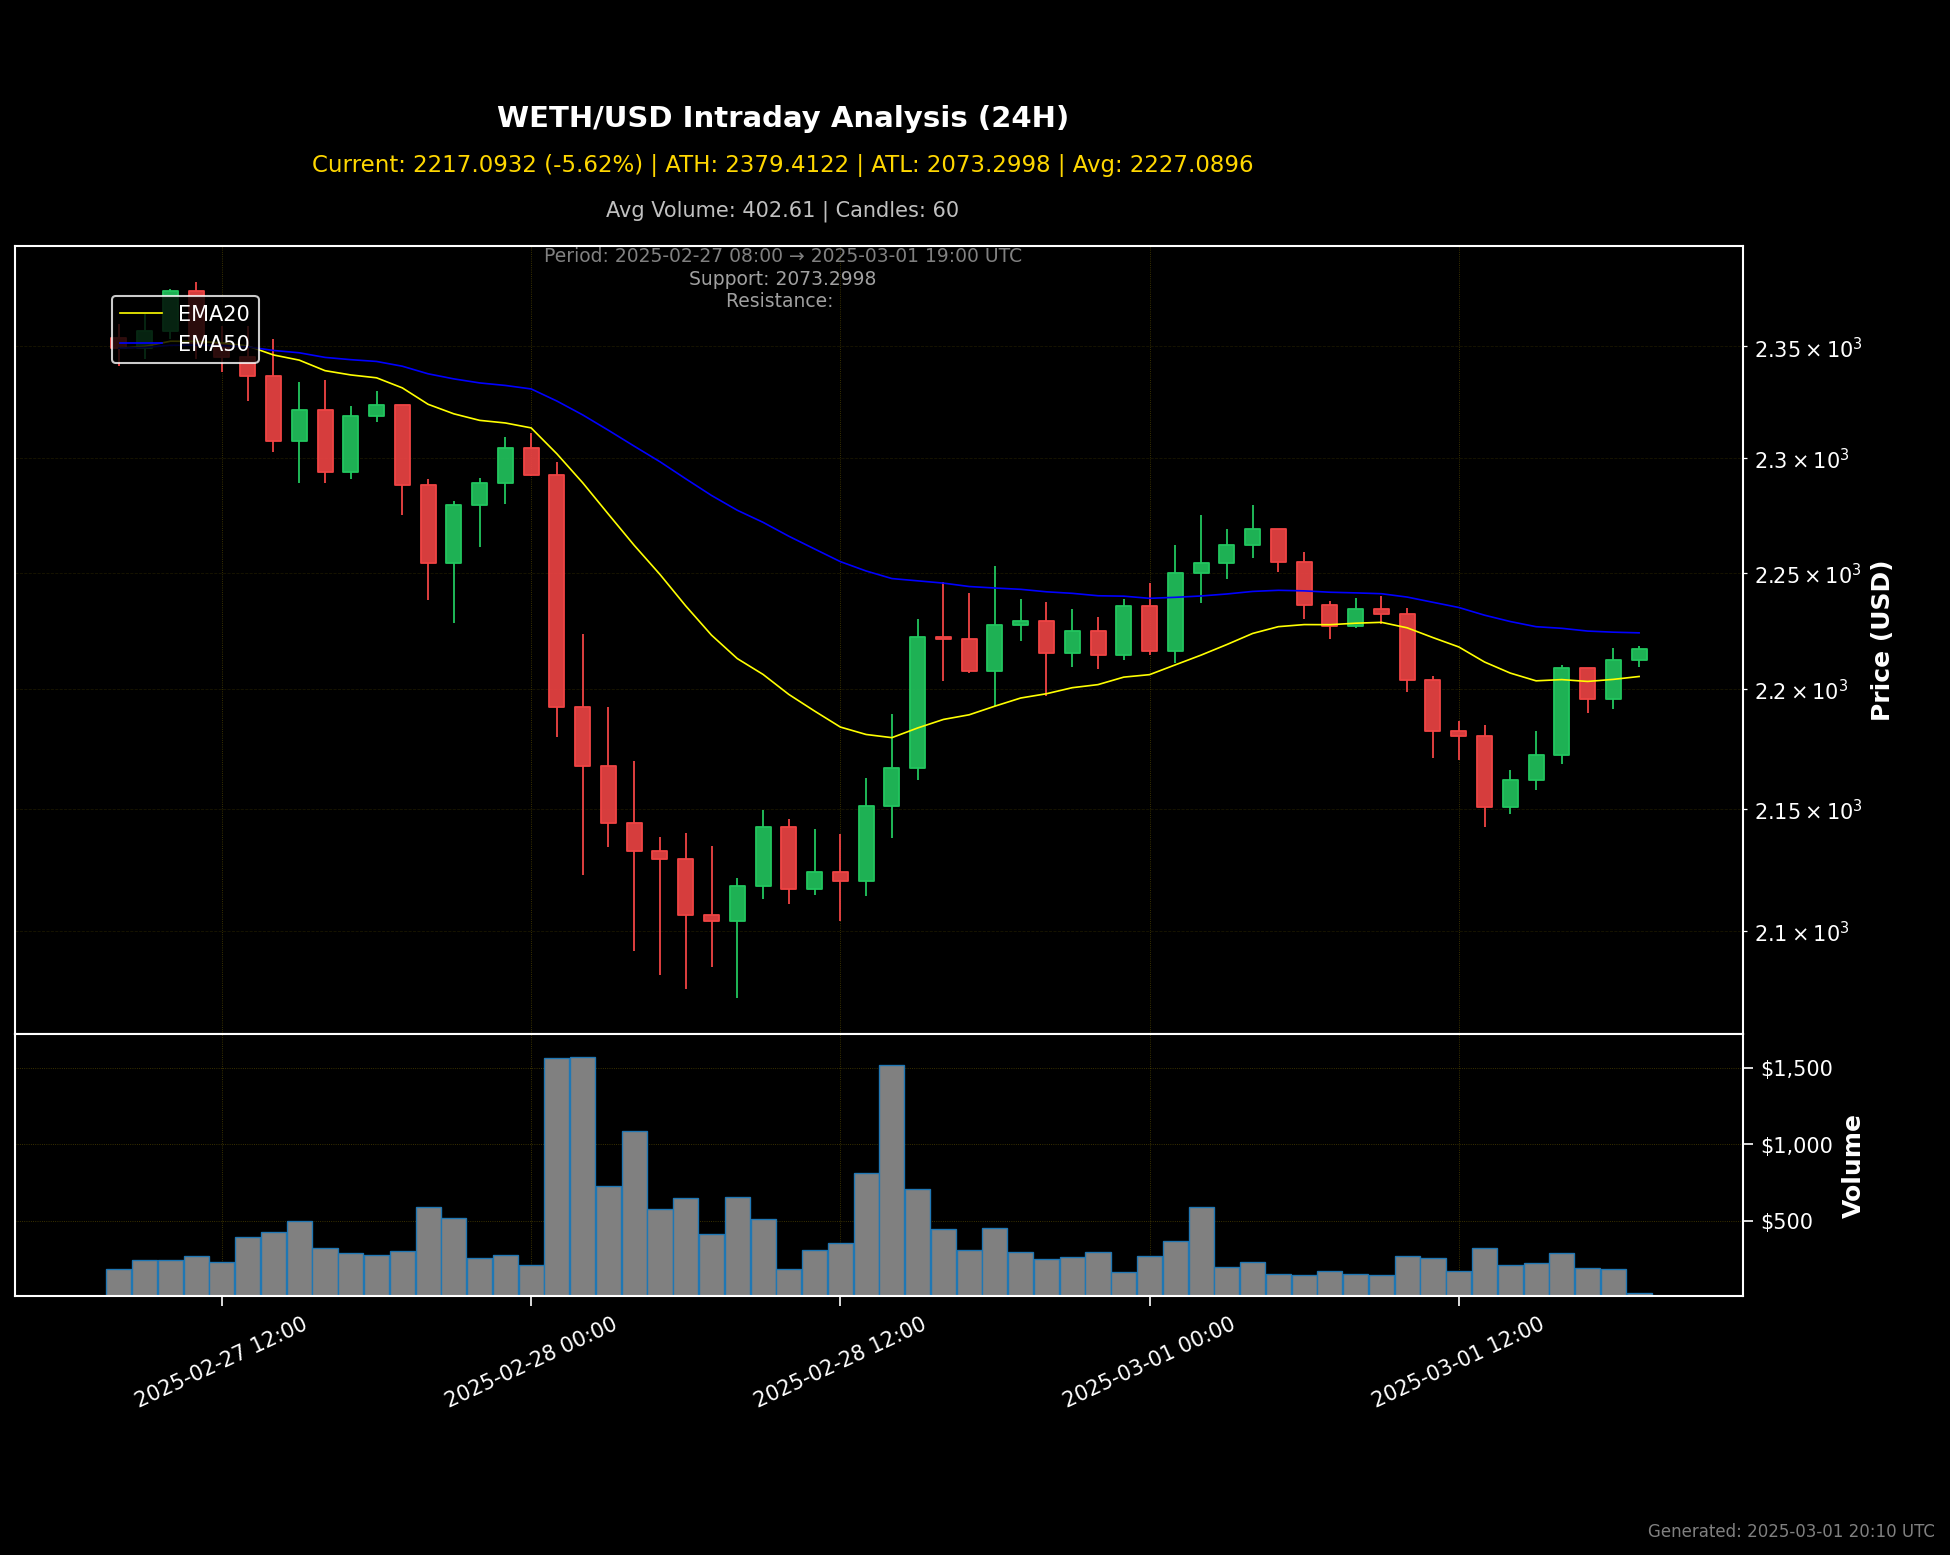 WETH/USD Intraday Analysis (24H)
Current: 2217.0932 (-5.62%) | ATH: 2379.4122 | ATL: 2073.2998 | Avg: 2227.0896
Avg Volume: 402.61 | Candles: 60
Period: 2025-02-27 08:00 → 2025-03-01 19:00 UTC
Support: 2073.2998
Resistance:
EMA20
EMA50
2.35 × 10³
2.3 × 10³
2.25 × 10³
2.2 × 10³
2.15 × 10³
2.1 × 10³
Price (USD)
$1,500
$1,000
$500
Volume
2025-02-27 12:00
2025-02-28 00:00
2025-02-28 12:00
2025-03-01 00:00
2025-03-01 12:00
Generated: 2025-03-01 20:10 UTC